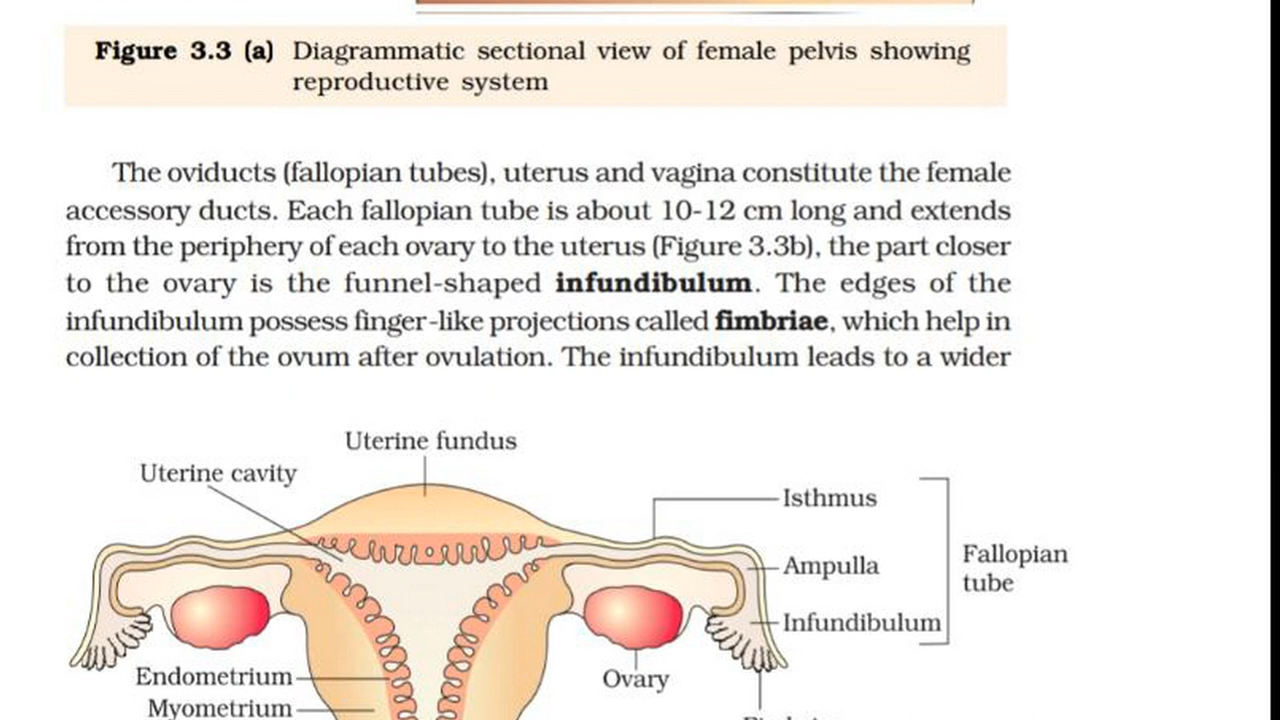 Figure 3.3 (a) Diagrammatic sectional view of female pelvis showing
reproductive system
The oviducts (fallopian tubes), uterus and vagina constitute the female
accessory ducts. Each fallopian tube is about 10-12 cm long and extends
from the periphery of each ovary to the uterus (Figure 3.3b), the part closer
to the ovary is the funnel-shaped infundibulum. The edges of the
infundibulum possess finger-like projections called fimbriae, which help in
collection of the ovum after ovulation. The infundibulum leads to a wider
Uterine fundus
Uterine cavity
Isthmus
Ampulla
Fallopian
tube
Infundibulum
Endometrium
Ovary
Myometrium